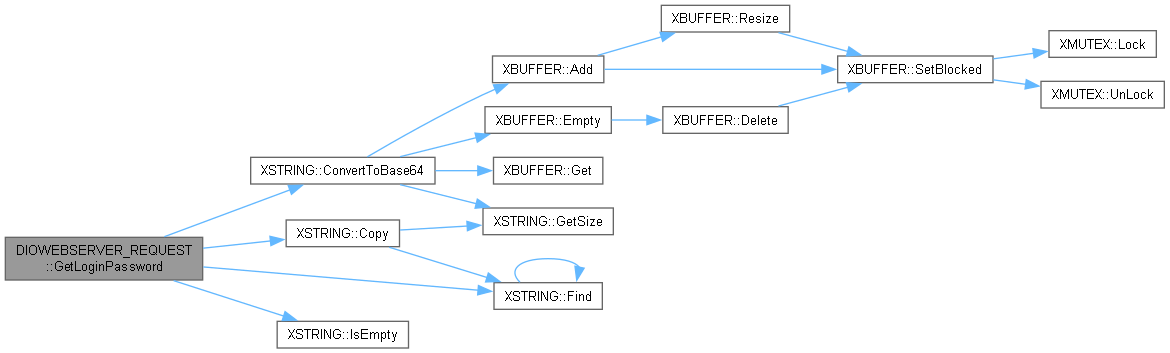 XBUFFER::Resize
XMUTEX::Lock
XBUFFER::Add
XBUFFER::SetBlocked
XMUTEX::UnLock
XBUFFER::Empty
XBUFFER::Delete
XSTRING::ConvertToBase64
XBUFFER::Get
XSTRING::GetSize
XSTRING::Copy
DIOWEBSERVER_REQUEST
::GetLoginPassword
XSTRING::Find
XSTRING::IsEmpty